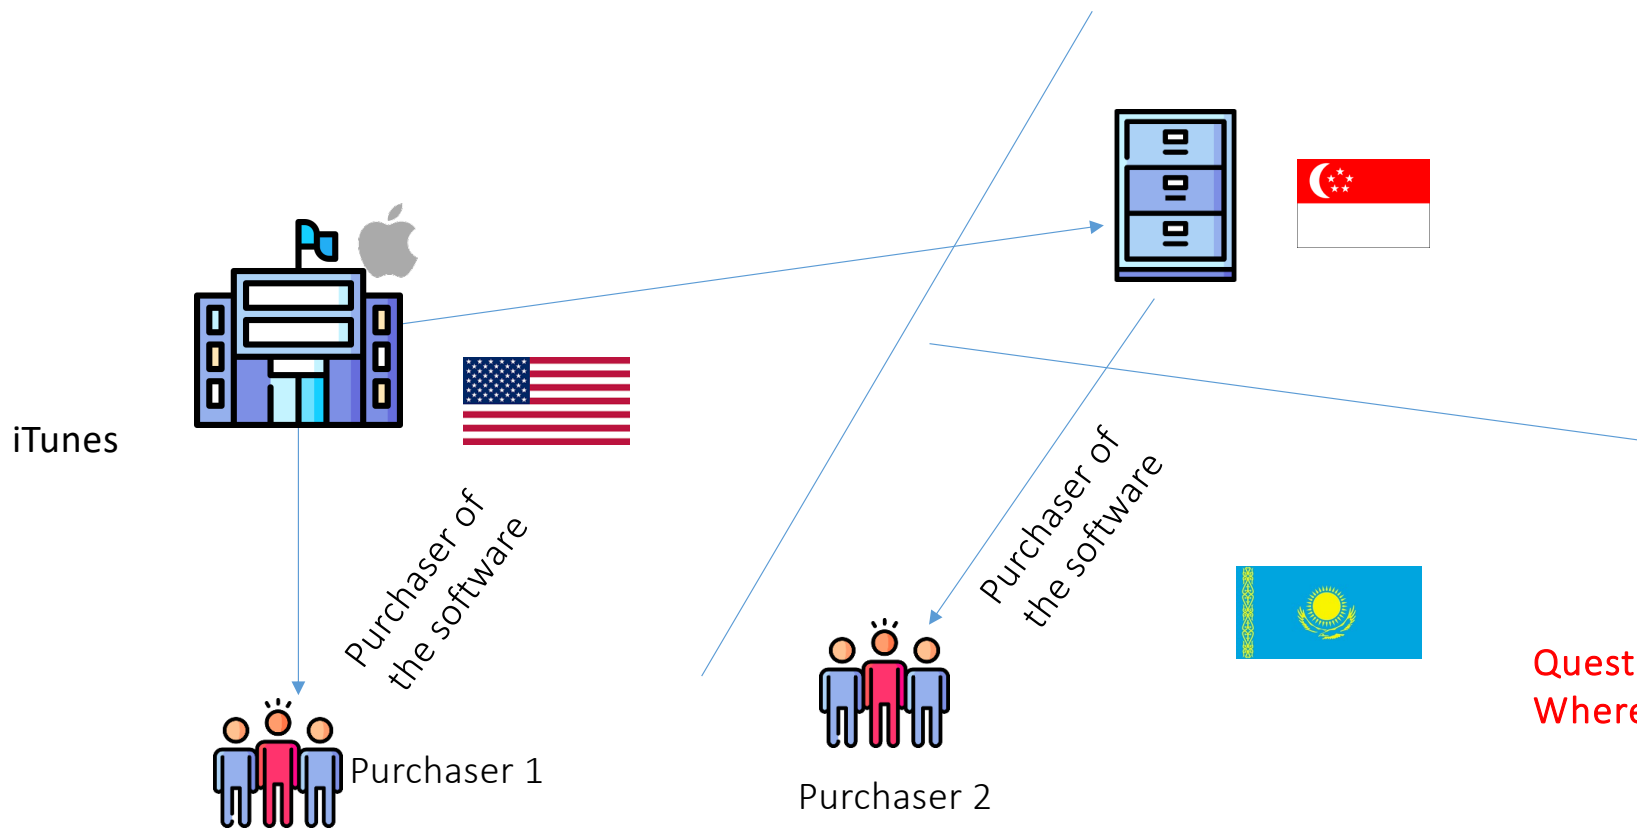 iTunes
Purchaser of
the software
Purchaser 1
Purchaser of
the software
Purchaser 2
Quest
Where